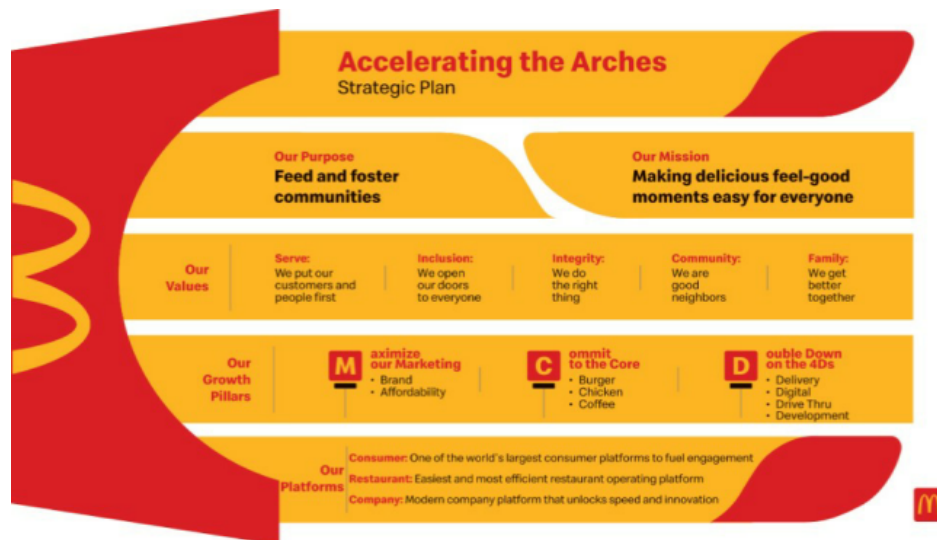 Accelerating the Arches
Strategic Plan
Our Purpose
Feed and foster
communities
Our Mission
Making delicious feel-good
moments easy for everyone
Our
Values
Serve:
We put our
customers and
people first
Inclusion:
We open
our doors
to everyone
Integrity:
We do
the right
thing
Community:
We are
good
neighbors
Family:
We get
better
together
Our
Growth
Pillars
Maximize
our Marketing
• Brand
• Affordability
Commit
to the Core
• Burger
• Chicken
• Coffee
Double Down
on the 4Ds
• Delivery
• Digital
• Drive Thru
• Development
Our
Platforms
Consumer: One of the world's largest consumer platforms to fuel engagement
Restaurant: Easiest and most efficient restaurant operating platform
Company: Modern company platform that unlocks speed and innovation